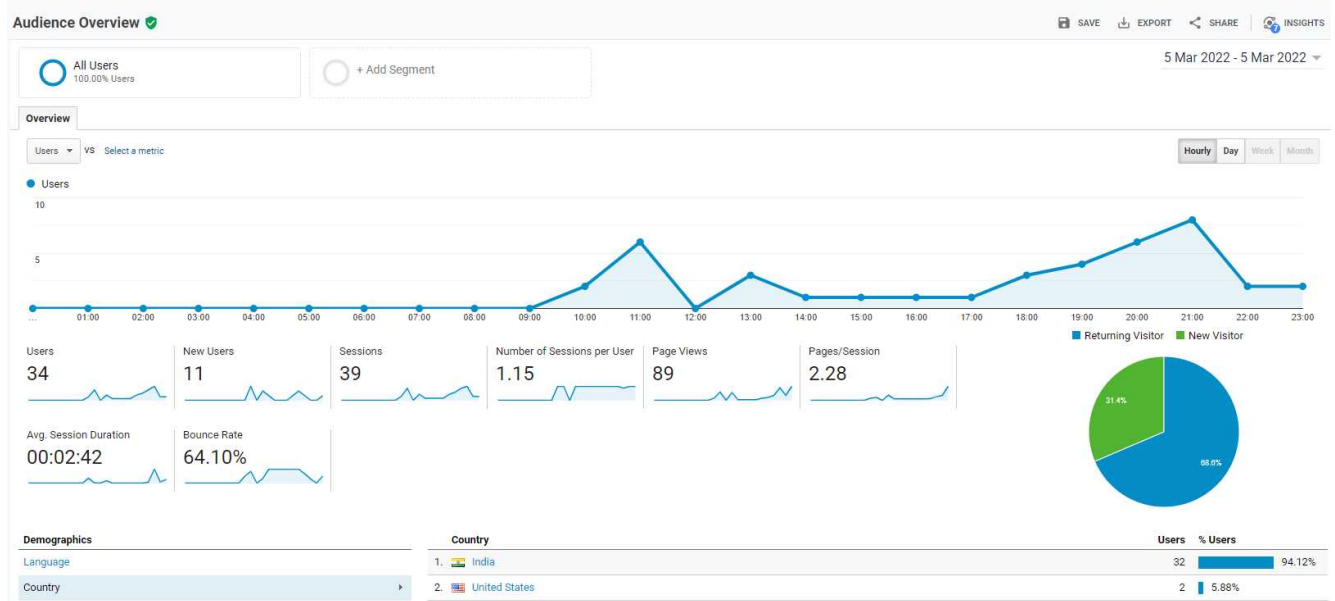 Audience Overview
SAVE EXPORT SHARE 7 INSIGHTS
All Users
100.00% Users
+ Add Segment
5 Mar 2022 - 5 Mar 2022
Overview
Users VS Select a metric
Hourly Day Week Month
Users
10
5
... 01:00 02:00 03:00 04:00 05:00 06:00 07:00 08:00 09:00 10:00 11:00 12:00 13:00 14:00 15:00 16:00 17:00 18:00 19:00 20:00 21:00 22:00 23:00
Returning Visitor New Visitor
Users New Users Sessions Number of Sessions per User Page Views Pages/Session
34 11 39 1.15 89 2.28
31.4%
68.6%
Avg. Session Duration Bounce Rate
00:02:42 64.10%
Demographics
Language
Country
Country Users % Users
1. India 32 94.12%
2. United States 2 5.88%